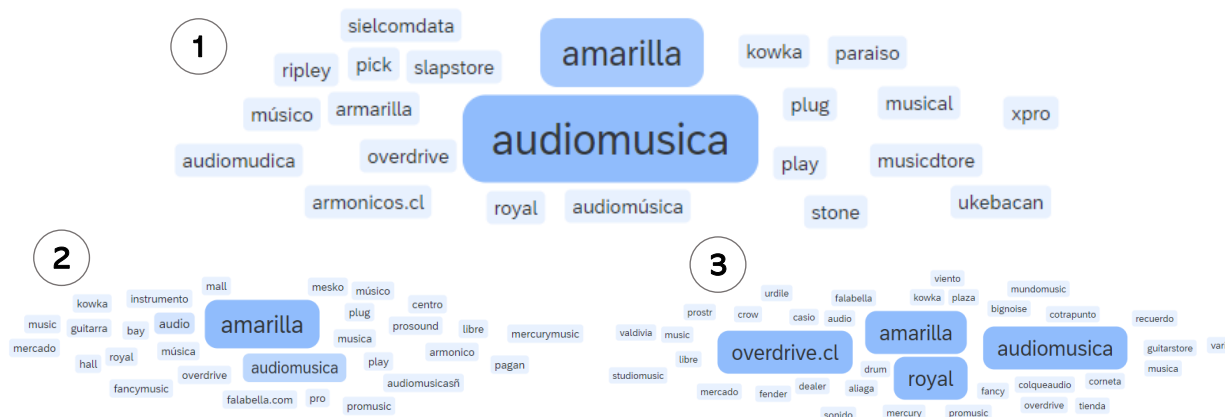 1
sielcomdata
amarilla
kowka
paraiso
ripley
pick
slapstore
músico
armarilla
plug
musical
xpro
audiomusica
audiomudica
overdrive
play
musicdtore
armonicos.cl
royal
audiomúsica
stone
ukebacan
2
mall
mesko
músico
kowka
instrumento
centro
plug
music
guitarra
bay
audio
amarilla
prosound
libre
mercurymusic
mercado
hall
royal
música
musica
armonico
pagan
audiomusica
play
overdrive
audiomusicasñ
fancymusic
falabella.com
pro
promusic
3
viento
urdile
falabella
kowka
plaza
mundomusic
prostr
crow
casio
audio
bignoise
cotrapunto
recuerdo
valdivia
music
amarilla
overdrive.cl
audiomusica
guitarstore
libre
studiomusic
drum
royal
musica
mercado
fender
dealer
aliaga
fancy
colqueaudio
corneta
sonido
mercury
promusic
overdrive
tienda